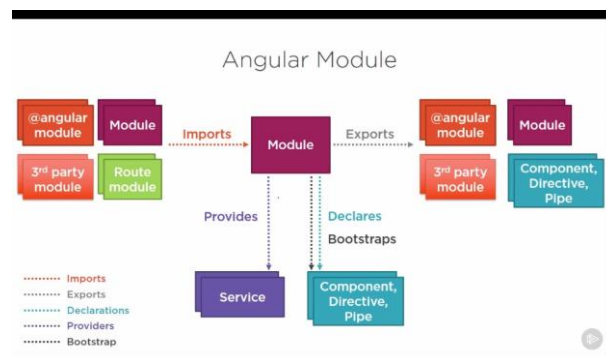 Angular Module
@angular
module
Module
3rd party
module
Route
module
Imports
Module
Exports
@angular
module
Module
3rd party
module
Component,
Directive,
Pipe
Provides
Declares
Bootstraps
Service
Component,
Directive,
Pipe
Imports
Exports
Declarations
Providers
Bootstrap